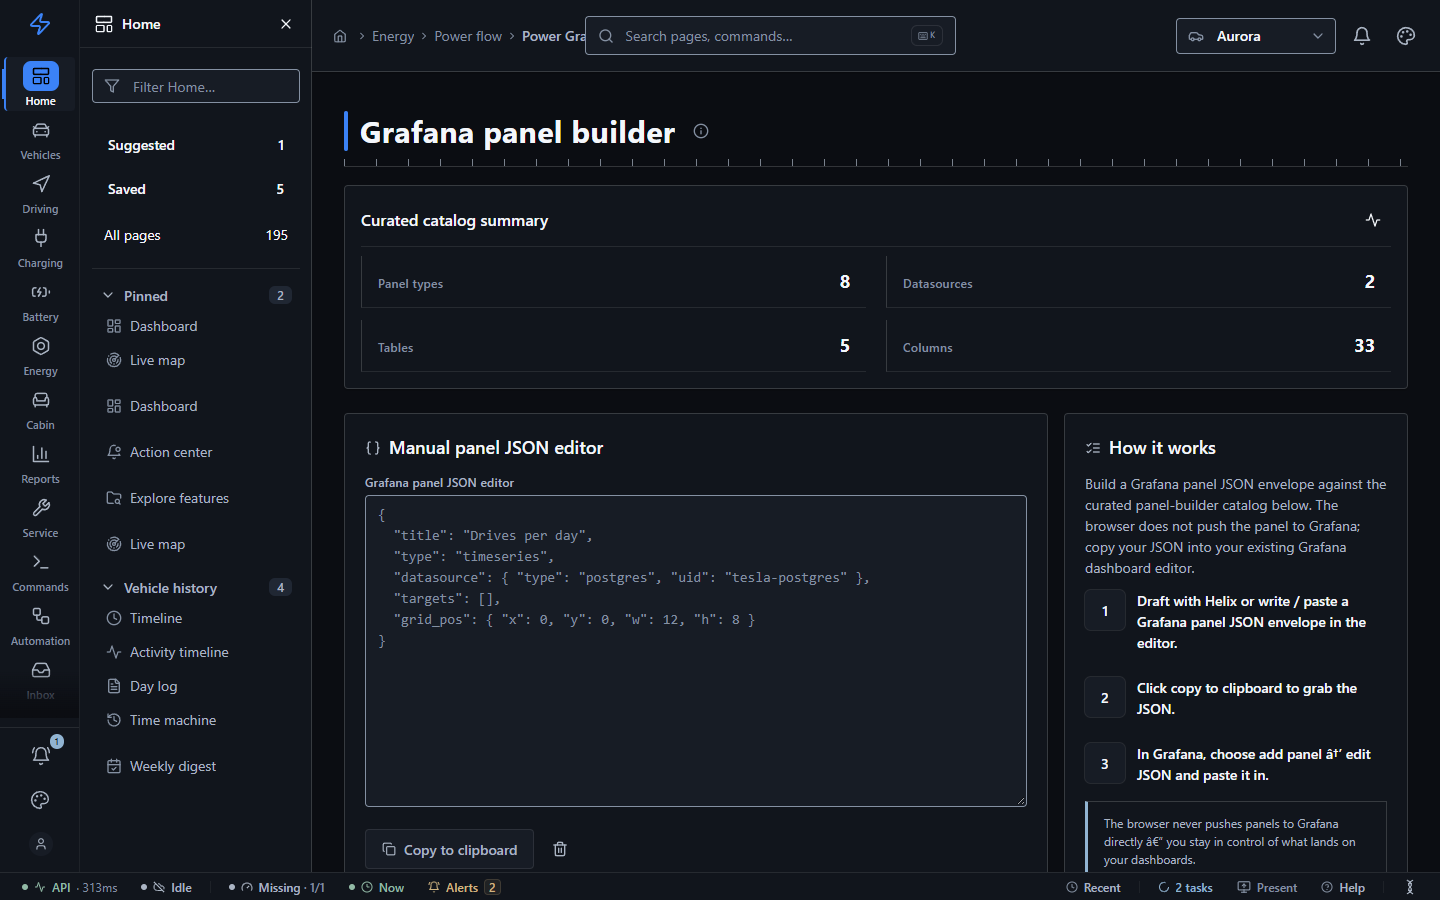 Home
Vehicles
Driving
Charging
Battery
Energy
Cabin
Reports
Service
Commands
Automation
Inbox
1
Home
Filter Home...
Suggested 1
Saved 5
All pages 195
Pinned 2
Dashboard
Live map
Dashboard
Action center
Explore features
Live map
Vehicle history 4
Timeline
Activity timeline
Day log
Time machine
Weekly digest
Energy > Power flow > Power Gra
Search pages, commands... K
Aurora
Grafana panel builder
Curated catalog summary
Panel types 8
Datasources 2
Tables 5
Columns 33
Manual panel JSON editor
Grafana panel JSON editor
{
"title": "Drives per day",
"type": "timeseries",
"datasource": { "type": "postgres", "uid": "tesla-postgres" },
"targets": [],
"grid_pos": { "x": 0, "y": 0, "w": 12, "h": 8 }
}
Copy to clipboard
How it works
Build a Grafana panel JSON envelope against the
curated panel-builder catalog below. The
browser does not push the panel to Grafana;
copy your JSON into your existing Grafana
dashboard editor.
1
Draft with Helix or write / paste a
Grafana panel JSON envelope in the
editor.
2
Click copy to clipboard to grab the
JSON.
3
In Grafana, choose add panel â†’ edit
JSON and paste it in.
The browser never pushes panels to Grafana
directly â€” you stay in control of what lands on
your dashboards.
API · 313ms
Idle
Missing · 1/1
Now
Alerts 2
Recent
2 tasks
Present
Help